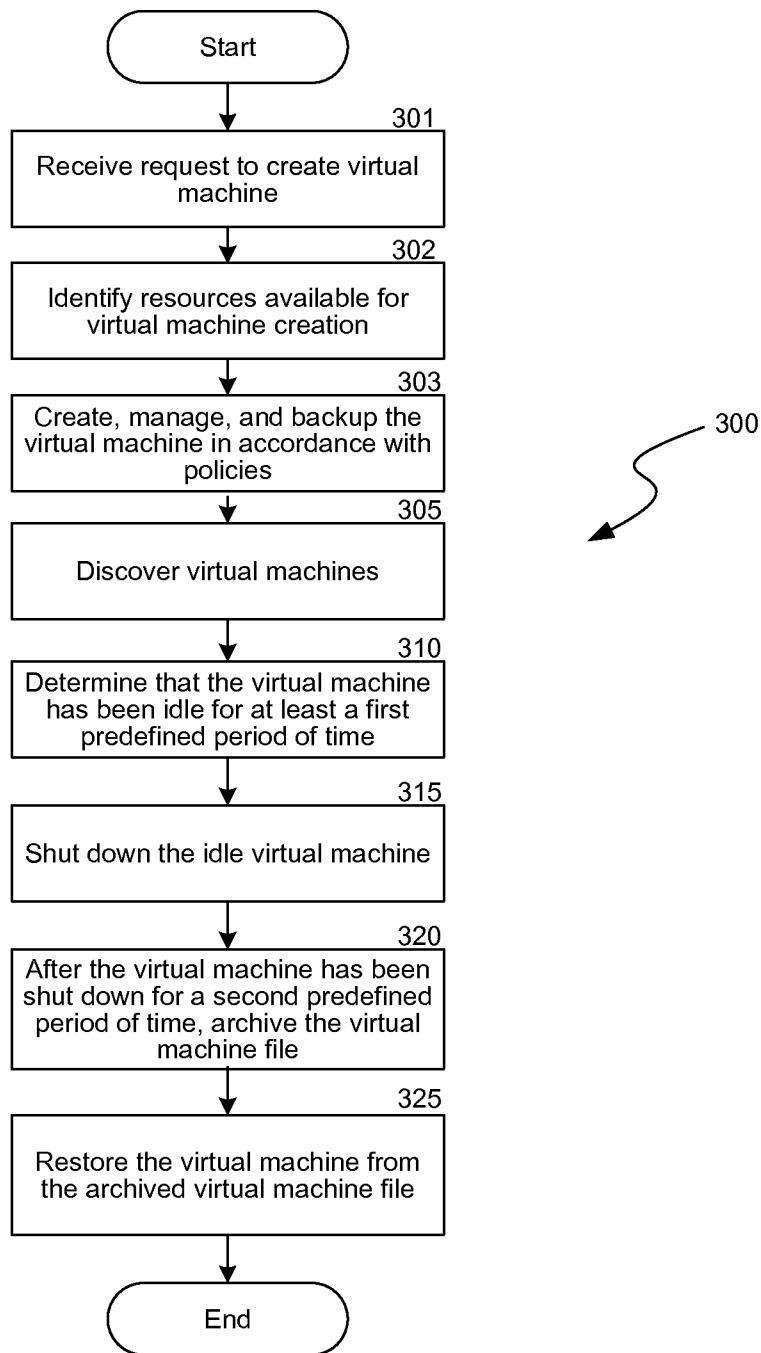 Start
301
Receive request to create virtual
machine
302
Identify resources available for
virtual machine creation
303
Create, manage, and backup the
virtual machine in accordance with
policies
300
305
Discover virtual machines
310
Determine that the virtual machine
has been idle for at least a first
predefined period of time
315
Shut down the idle virtual machine
320
After the virtual machine has been
shut down for a second predefined
period of time, archive the virtual
machine file
325
Restore the virtual machine from
the archived virtual machine file
End